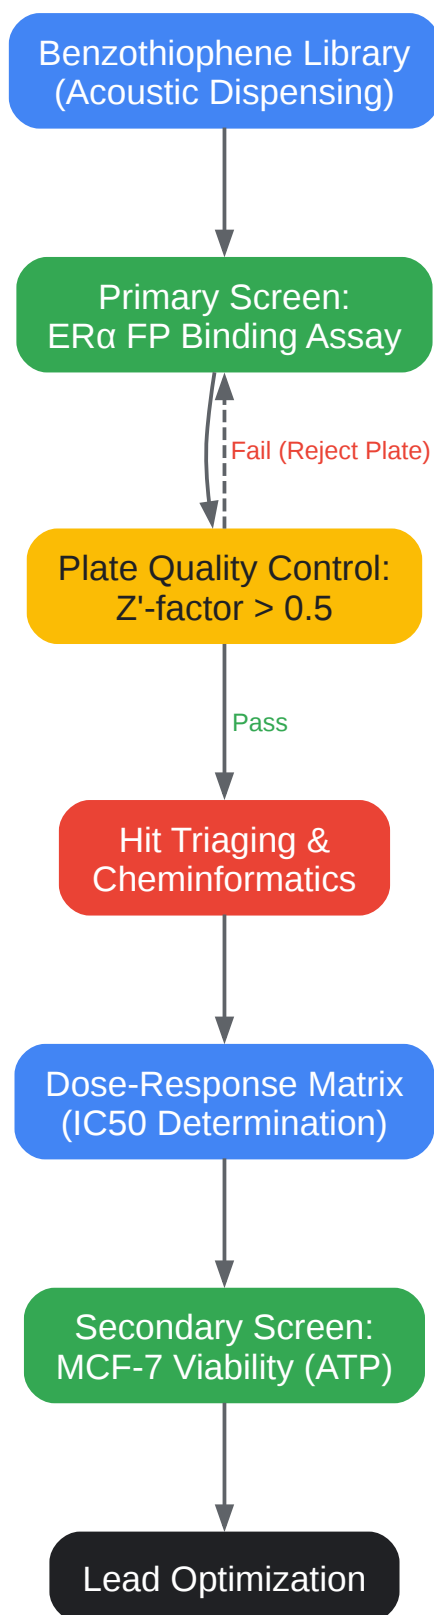 Benzothiophene Library
(Acoustic Dispensing)
Primary Screen:
ERα FP Binding Assay
Fail (Reject Plate)
Plate Quality Control:
Z'-factor > 0.5
Pass
Hit Triaging &
Cheminformatics
Dose-Response Matrix
(IC50 Determination)
Secondary Screen:
MCF-7 Viability (ATP)
Lead Optimization